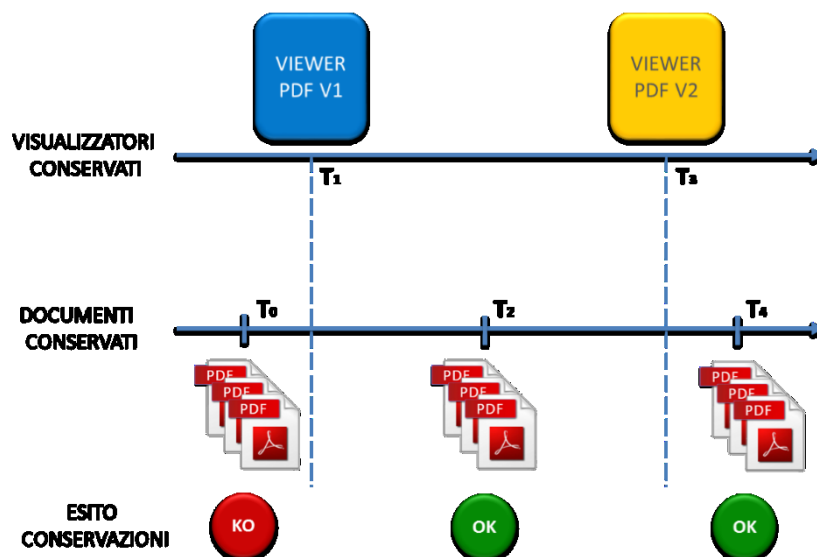 VIEWER
PDF V1
VIEWER
PDF V2
VISUALIZZATORI
CONSERVATI
T1
T3
DOCUMENTI
CONSERVATI
T0
T2
T4
PDF
PDF
PDF
PDF
PDF
PDF
PDF
PDF
PDF
ESITO
CONSERVAZIONI
KO
OK
OK